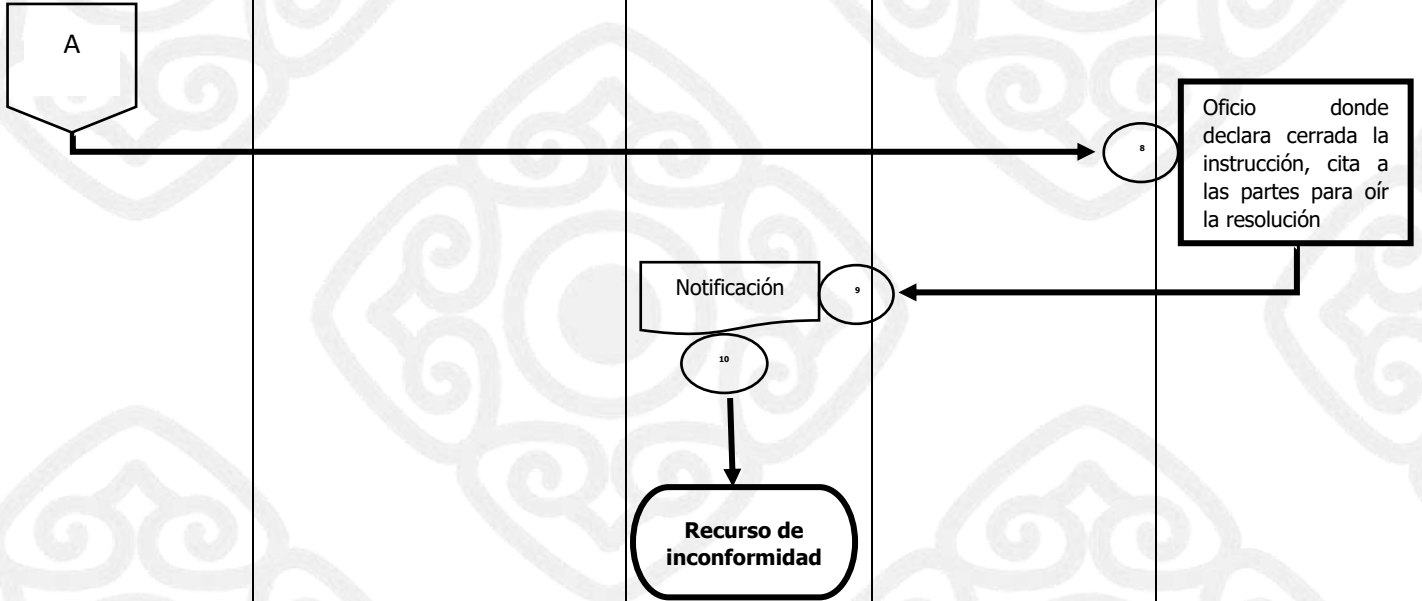 A
8
Oficio donde
declara cerrada la
instrucción, cita a
las partes para oír
la resolución
Notificación
9
10
Recurso de
inconformidad